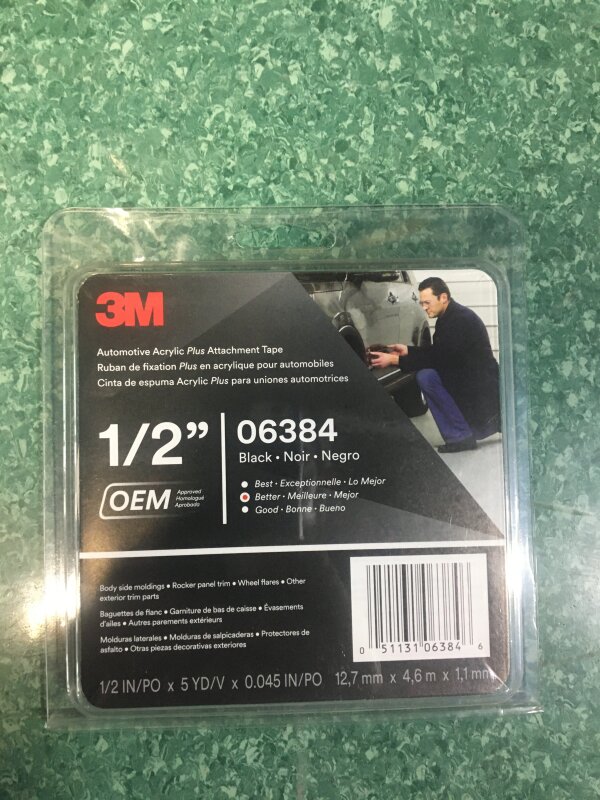 3M
Automotive Acrylic Plus Attachment Tape
Ruban de fixation Plus en acrylique pour automobiles
Cinta de espuma Acrylic Plus para uniones automotrices
1/2”
06384
Black • Noir • Negro
OEM
Approved
Homologué
Aprobado
Best · Exceptionnelle · Lo Mejor
Better · Meilleure · Mejor
Good · Bonne · Bueno
Body side moldings • Rocker panel trim • Wheel flares • Other
exterior trim parts
Baguettes de flanc • Garniture de bas de caisse • Évasements
d'ailes • Autres parements extérieurs
Molduras laterales • Molduras de salpicaderas • Protectores de
asfalto • Otras piezas decorativas exteriores
0 51131 06384 6
1/2 IN/PO x 5 YD/V x 0.045 IN/PO 12,7 mm x 4,6 m x 1,1 mm